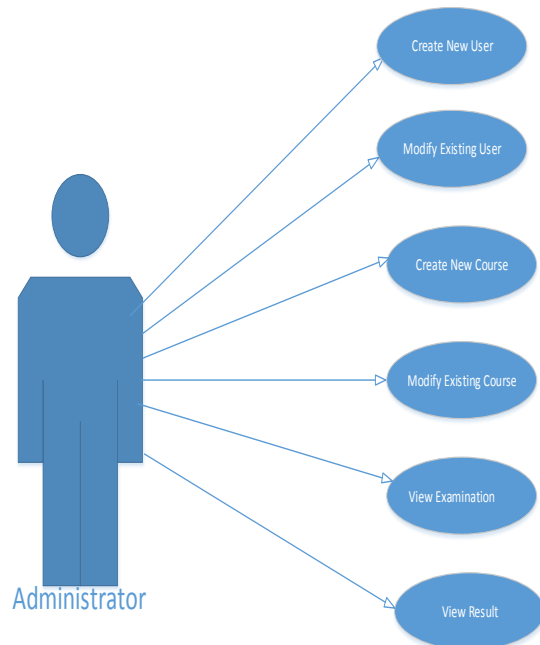 Create New User
Modify Existing User
Create New Course
Modify Existing Course
View Examination
Administrator
View Result